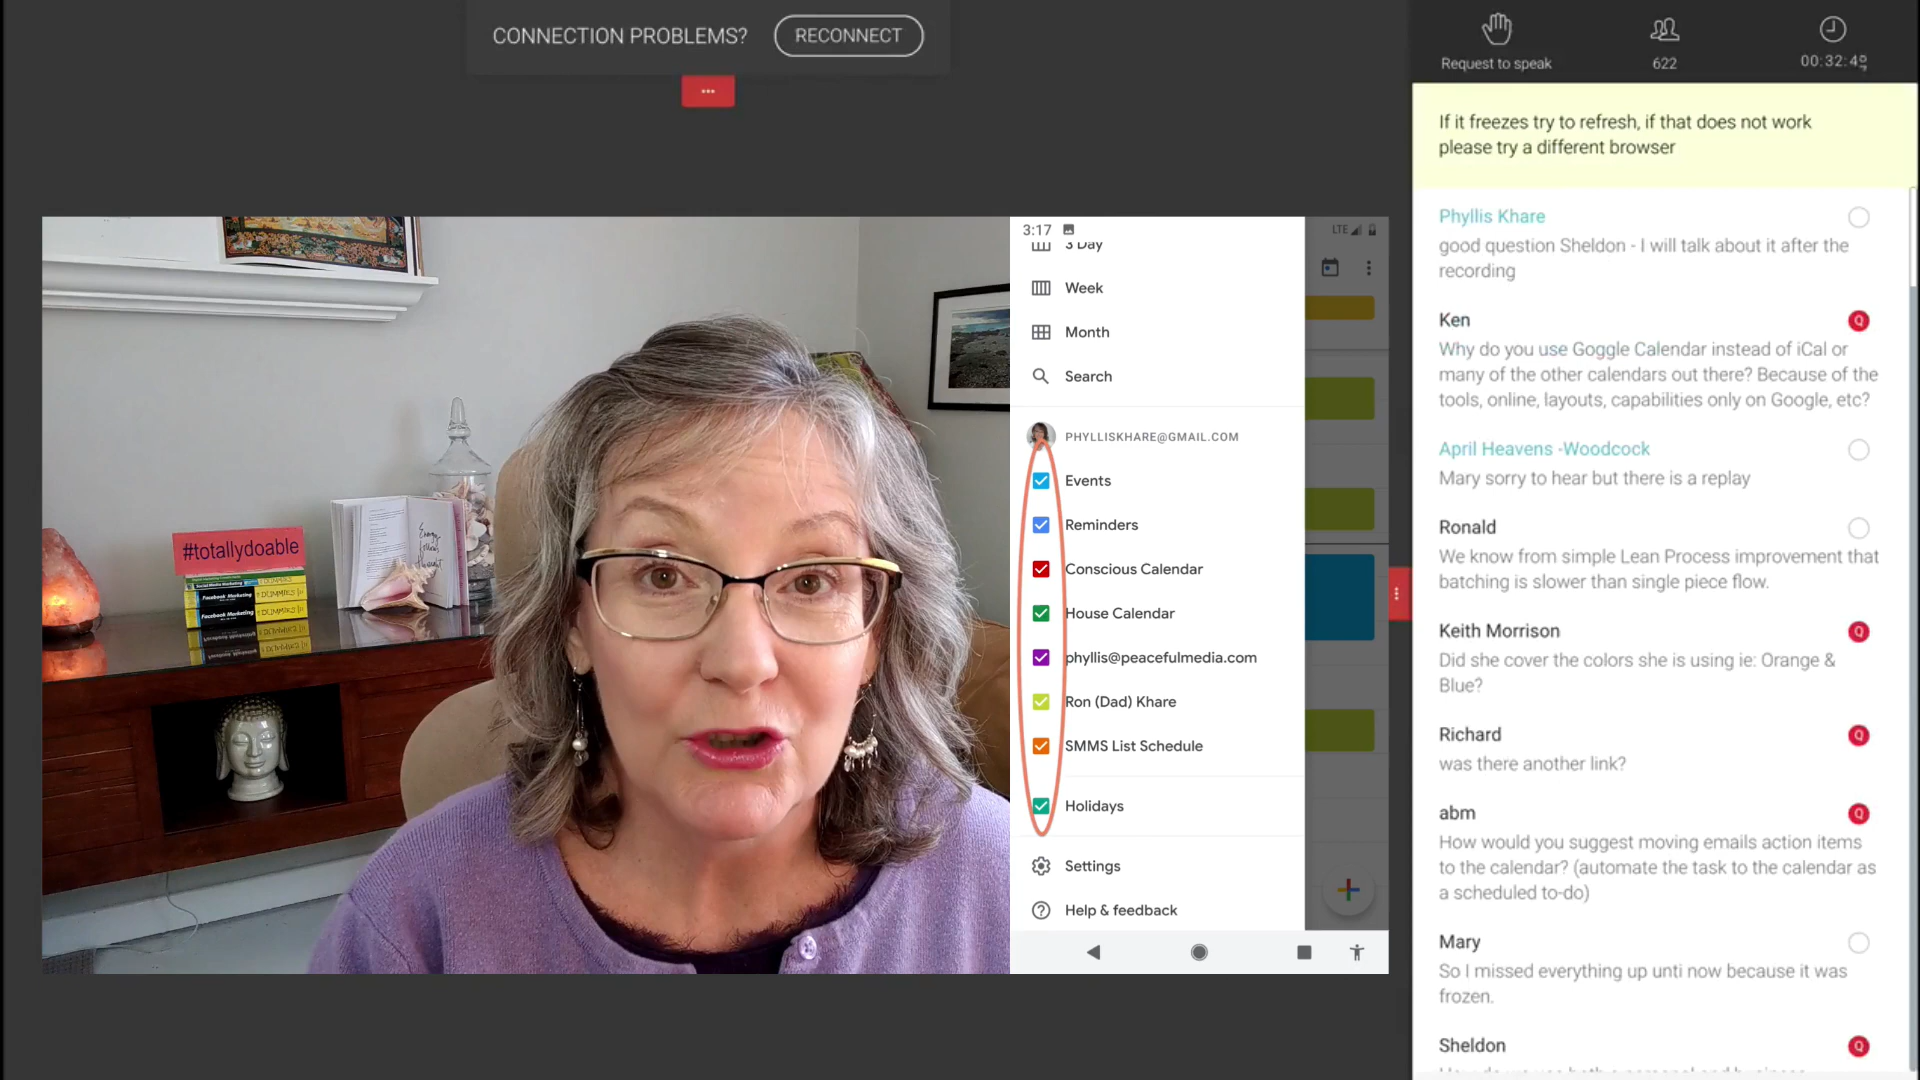 CONNECTION PROBLEMS? RECONNECT
Request to speak
622
If it freezes try to refresh, if that does not work
please try a different browser
#totallydoable
3:17
LTE
3 Day
Week
Month
Search
PHYLLISKHARE@GMAIL.COM
Events
Reminders
Conscious Calendar
House Calendar
phyllis@peacefulmedia.com
Ron (Dad) Khare
SMMS List Schedule
Holidays
Settings
Help & feedback
Phyllis Khare
good question Sheldon - I will talk about it after the
recording
Ken
Q
Why do you use Goggle Calendar instead of iCal or
many of the other calendars out there? Because of the
tools, online, layouts, capabilities only on Google, etc?
April Heavens -Woodcock
Mary sorry to hear but there is a replay
Ronald
We know from simple Lean Process improvement that
batching is slower than single piece flow.
Keith Morrison
Q
Did she cover the colors she is using ie: Orange &
Blue?
Richard
Q
was there another link?
abm
Q
How would you suggest moving emails action items
to the calendar? (automate the task to the calendar as
a scheduled to-do)
Mary
So I missed everything up unti now because it was
frozen.
Sheldon
Q